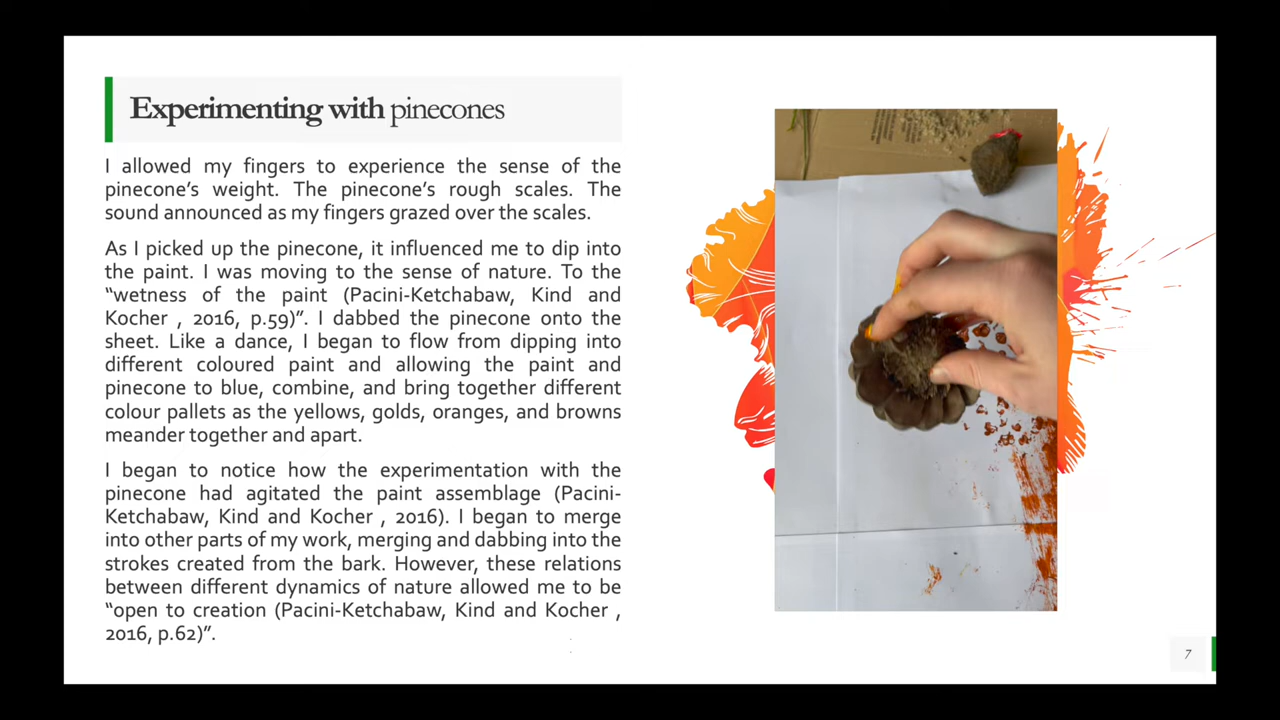 Experimenting with pinecones
I allowed my fingers to experience the sense of the
pinecone’s weight. The pinecone’s rough scales. The
sound announced as my fingers grazed over the scales.
As I picked up the pinecone, it influenced me to dip into
the paint. I was moving to the sense of nature. To the
“wetness of the paint (Pacini-Ketchabaw, Kind and
Kocher , 2016, p.59)”. I dabbed the pinecone onto the
sheet. Like a dance, I began to flow from dipping into
different coloured paint and allowing the paint and
pinecone to blue, combine, and bring together different
colour pallets as the yellows, golds, oranges, and browns
meander together and apart.
I began to notice how the experimentation with the
pinecone had agitated the paint assemblage (Pacini-
Ketchabaw, Kind and Kocher , 2016). I began to merge
into other parts of my work, merging and dabbing into the
strokes created from the bark. However, these relations
between different dynamics of nature allowed me to be
“open to creation (Pacini-Ketchabaw, Kind and Kocher ,
2016, p.62)”.
7